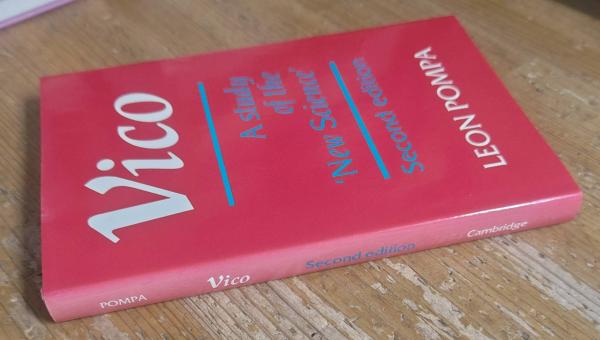 Vico
A study
of the
'New Science'
Second edition
LEON POMPA
POMPA
Vico
Second edition
Cambridge